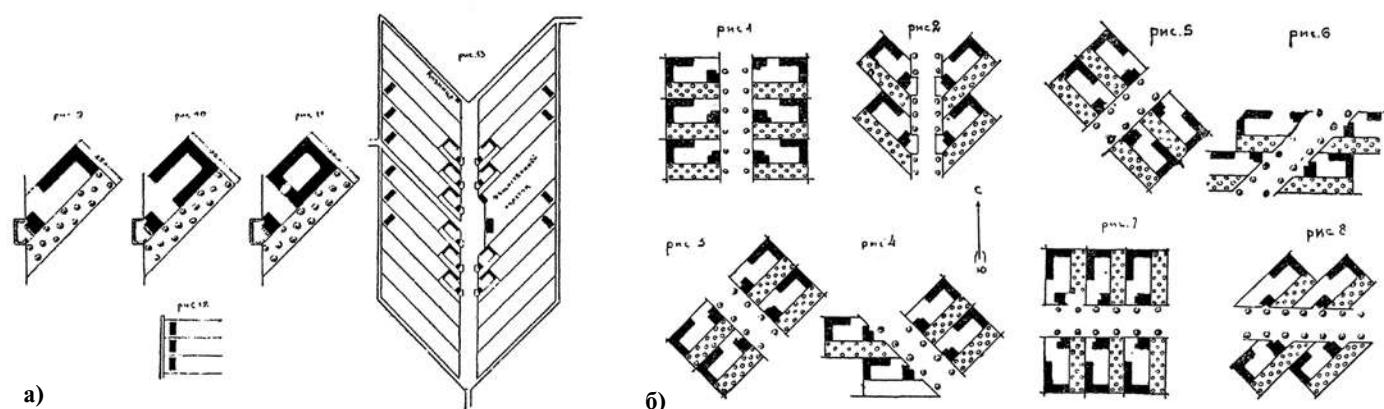 рис.13
рис 9
рис 10
рис 11
рис 12
а)
рис 1
рис 2
рис.5
рис.6
С
Ю
рис 3
рис 4
рис.7
рис 8
б)